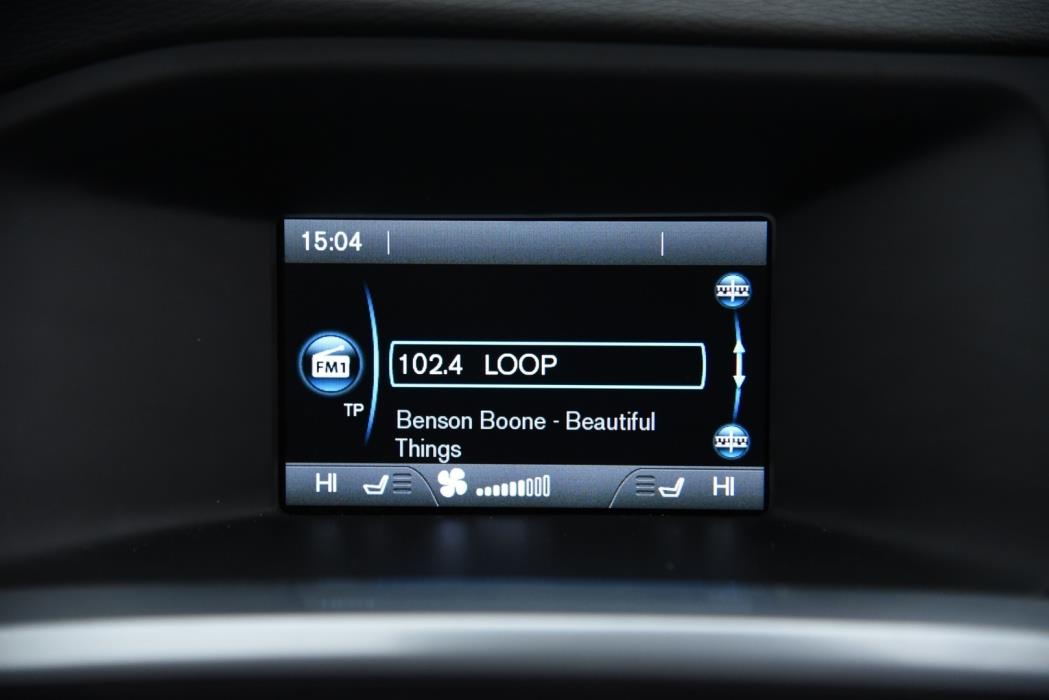 15:04
FM1
102.4 LOOP
TP
Benson Boone - Beautiful
Things
HI HI